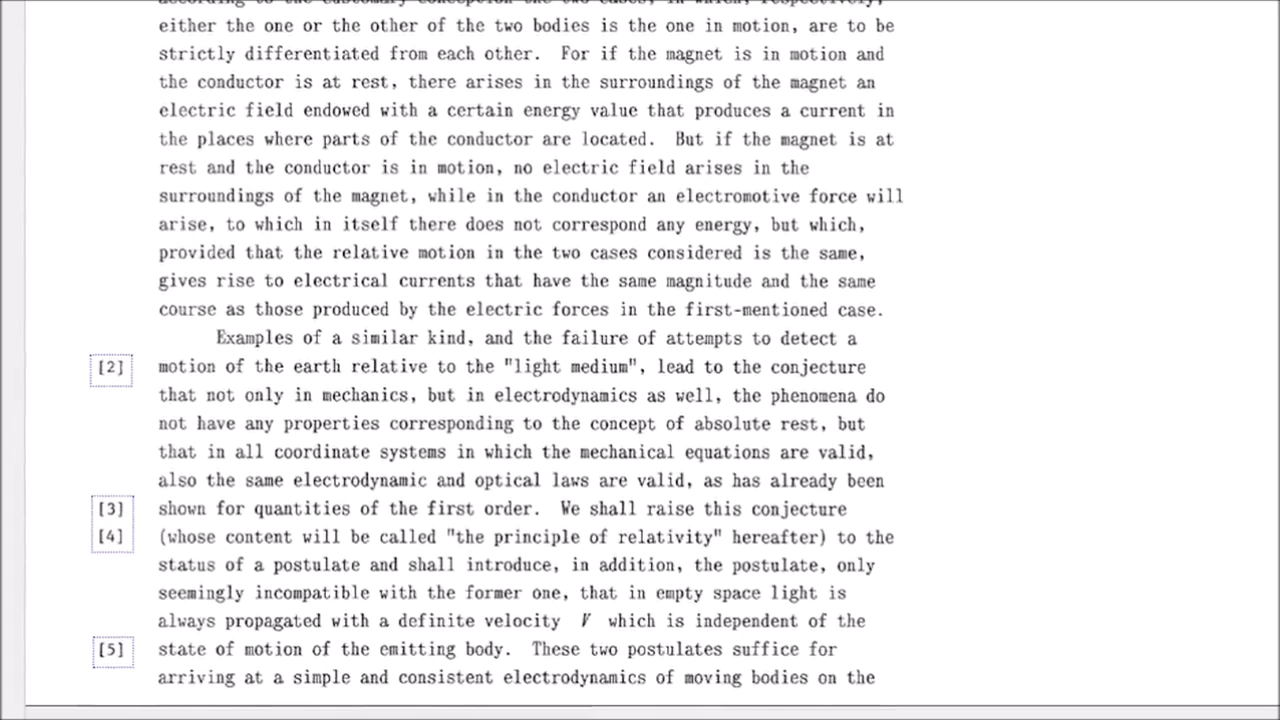 according to the customary conception the two cases, in which, respectively,
either the one or the other of the two bodies is the one in motion, are to be
strictly differentiated from each other.  For if the magnet is in motion and
the conductor is at rest, there arises in the surroundings of the magnet an
electric field endowed with a certain energy value that produces a current in
the places where parts of the conductor are located.  But if the magnet is at
rest and the conductor is in motion, no electric field arises in the
surroundings of the magnet, while in the conductor an electromotive force will
arise, to which in itself there does not correspond any energy, but which,
provided that the relative motion in the two cases considered is the same,
gives rise to electrical currents that have the same magnitude and the same
course as those produced by the electric forces in the first-mentioned case.
Examples of a similar kind, and the failure of attempts to detect a
[2] motion of the earth relative to the "light medium", lead to the conjecture
that not only in mechanics, but in electrodynamics as well, the phenomena do
not have any properties corresponding to the concept of absolute rest, but
that in all coordinate systems in which the mechanical equations are valid,
also the same electrodynamic and optical laws are valid, as has already been
[3] shown for quantities of the first order.  We shall raise this conjecture
[4] (whose content will be called "the principle of relativity" hereafter) to the
status of a postulate and shall introduce, in addition, the postulate, only
seemingly incompatible with the former one, that in empty space light is
always propagated with a definite velocity V which is independent of the
[5] state of motion of the emitting body.  These two postulates suffice for
arriving at a simple and consistent electrodynamics of moving bodies on the